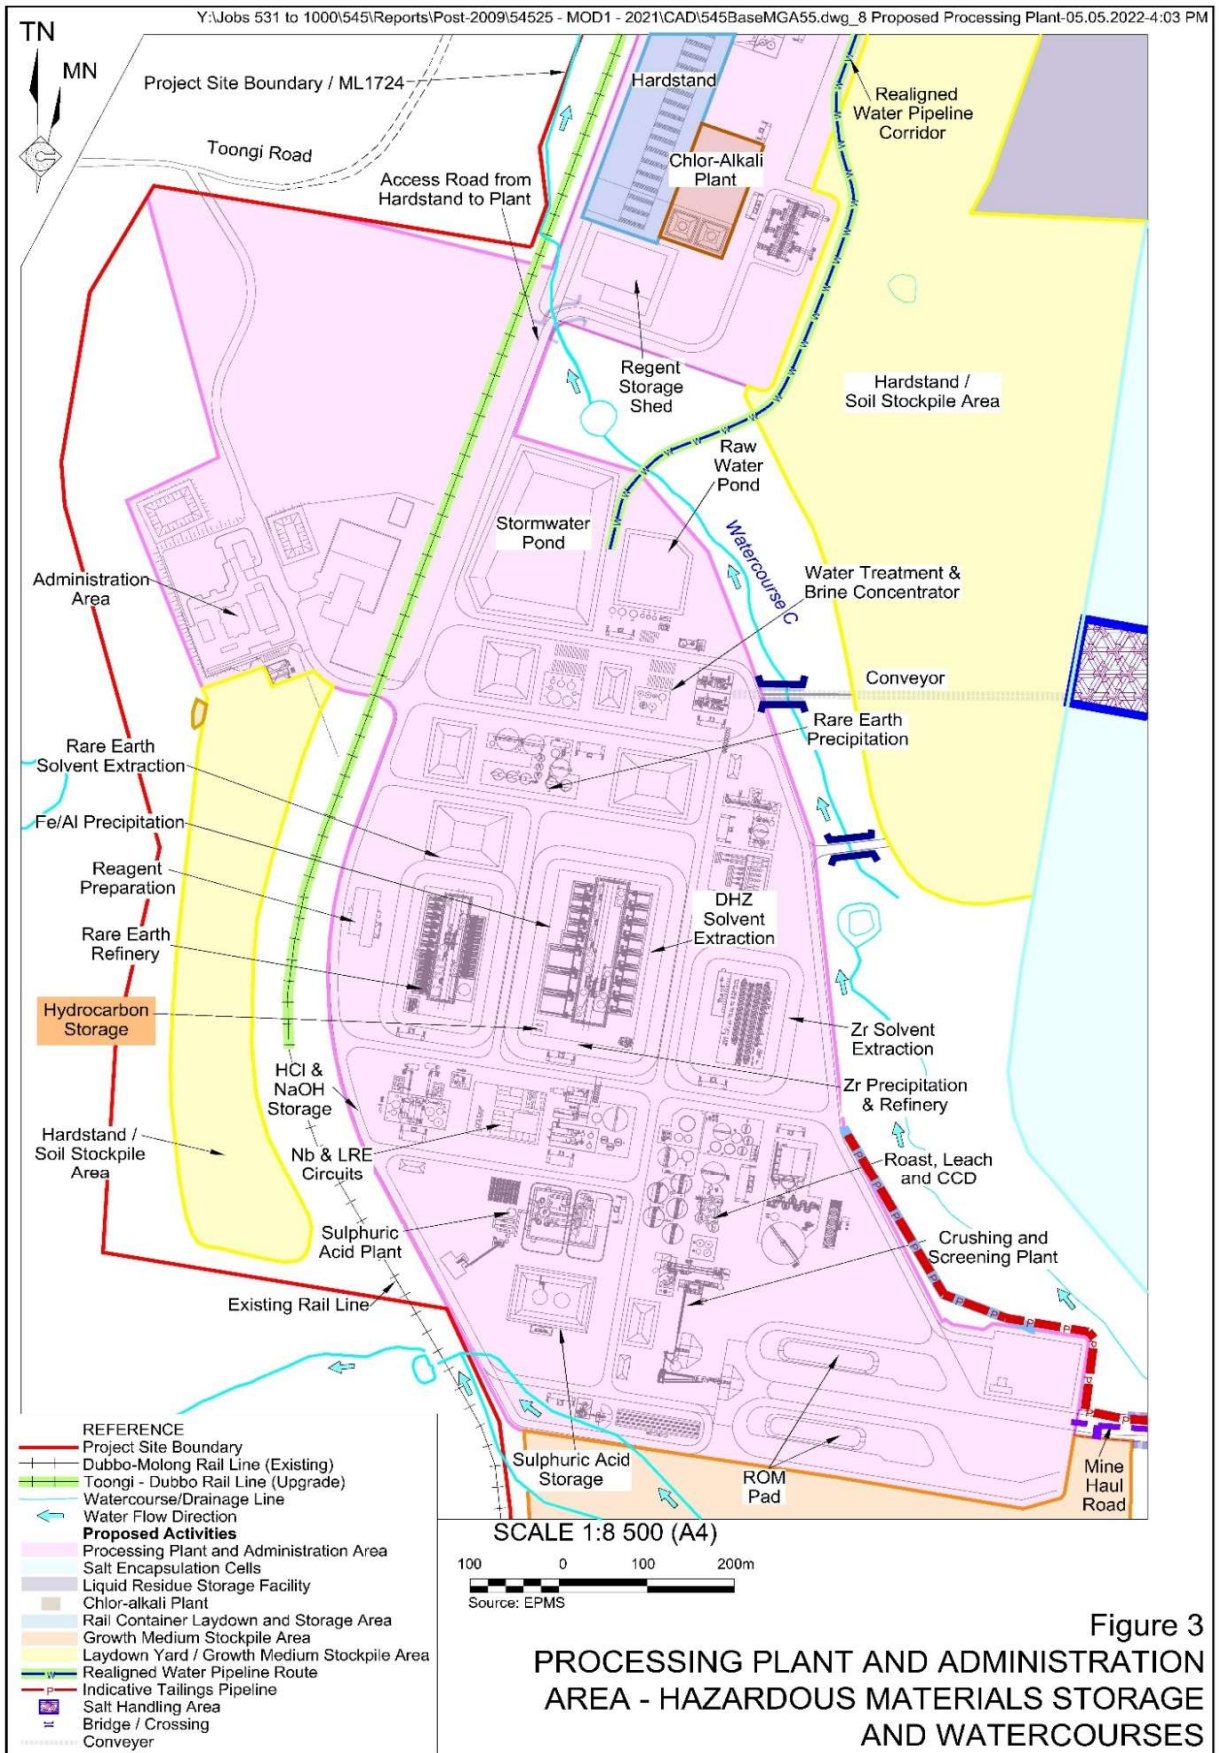 Y:\Jobs 531 to 1000\545\Reports\Post-2009\54525 - MOD1 - 2021\CAD\545BaseMGA55.dwg_8 Proposed Processing Plant-05.05.2022-4:03 PM
TN
MN
Project Site Boundary / ML1724
Toongi Road
Access Road from
Hardstand to Plant
Hardstand
Chlor-Alkali
Plant
Realigned
Water Pipeline
Corridor
Regent
Storage
Shed
Hardstand /
Soil Stockpile Area
Raw
Water
Pond
Stormwater
Pond
Watercourse C
Administration
Area
Water Treatment &
Brine Concentrator
Conveyor
Rare Earth
Precipitation
Rare Earth
Solvent Extraction
Fe/Al Precipitation
Reagent
Preparation
Rare Earth
Refinery
DHZ
Solvent
Extraction
Hydrocarbon
Storage
Zr Solvent
Extraction
HCl &
NaOH
Storage
Zr Precipitation
& Refinery
Hardstand /
Soil Stockpile
Area
Nb & LRE
Circuits
Roast, Leach
and CCD
Sulphuric
Acid Plant
Crushing and
Screening Plant
Existing Rail Line
Sulphuric Acid
Storage
ROM
Pad
Mine
Haul
Road
REFERENCE
Project Site Boundary
Dubbo-Molong Rail Line (Existing)
Toongi - Dubbo Rail Line (Upgrade)
Watercourse/Drainage Line
Water Flow Direction
Proposed Activities
Processing Plant and Administration Area
Salt Encapsulation Cells
Liquid Residue Storage Facility
Chlor-alkali Plant
Rail Container Laydown and Storage Area
Growth Medium Stockpile Area
Laydown Yard / Growth Medium Stockpile Area
W Realigned Water Pipeline Route
P Indicative Tailings Pipeline
Salt Handling Area
Bridge / Crossing
Conveyer
SCALE 1:8 500 (A4)
100 0 100 200m
Source: EPMS
Figure 3
PROCESSING PLANT AND ADMINISTRATION
AREA - HAZARDOUS MATERIALS STORAGE
AND WATERCOURSES